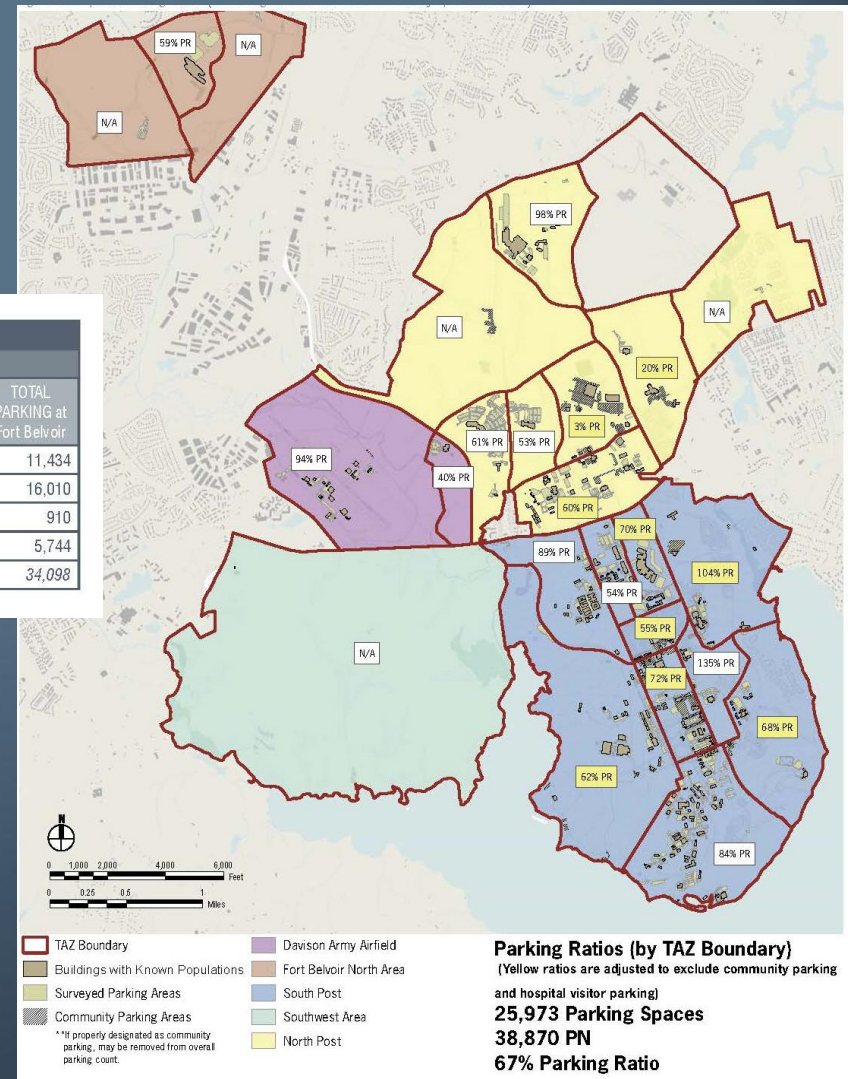 59% PR
N/A
N/A
98% PR
N/A
N/A
20% PR
3% PR
61% PR
53% PR
94% PR
40% PR
60% PR
70% PR
89% PR
104% PR
54% PR
55% PR
135% PR
N/A
72% PR
68% PR
62% PR
84% PR
TOTAL
PARKING at
Fort Belvoir
11,434
16,010
910
5,744
34,098
N
0 1,000 2,000 4,000 6,000
Feet
0 0.25 0.5 1
Miles
TAZ Boundary
Buildings with Known Populations
Surveyed Parking Areas
Community Parking Areas
**If properly designated as community
parking, may be removed from overall
parking count.
Davison Army Airfield
Fort Belvoir North Area
South Post
Southwest Area
North Post
Parking Ratios (by TAZ Boundary)
(Yellow ratios are adjusted to exclude community parking
and hospital visitor parking)
25,973 Parking Spaces
38,870 PN
67% Parking Ratio